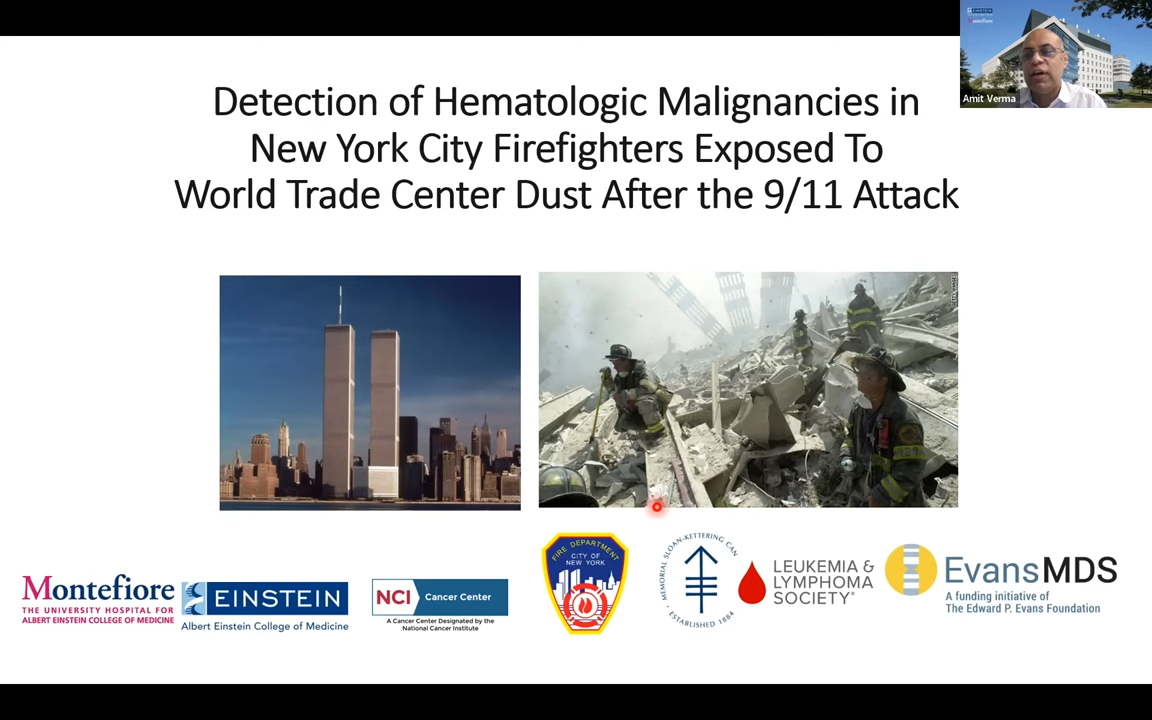 EINSTEIN
Montefiore
Amit Verma
Detection of Hematologic Malignancies in
New York City Firefighters Exposed To
World Trade Center Dust After the 9/11 Attack
Montefiore
THE UNIVERSITY HOSPITAL FOR
ALBERT EINSTEIN COLLEGE OF MEDICINE
EINSTEIN
Albert Einstein College of Medicine
NCI Cancer Center
A Cancer Center Designated by the
National Cancer Institute
FIRE DEPARTMENT
CITY OF
NEW YORK
MEMORIAL SLOAN-KETTERING CAN
· ESTABLISHED 1884
LEUKEMIA &
LYMPHOMA
SOCIETY®
EvansMDS
A funding initiative of
The Edward P. Evans Foundation